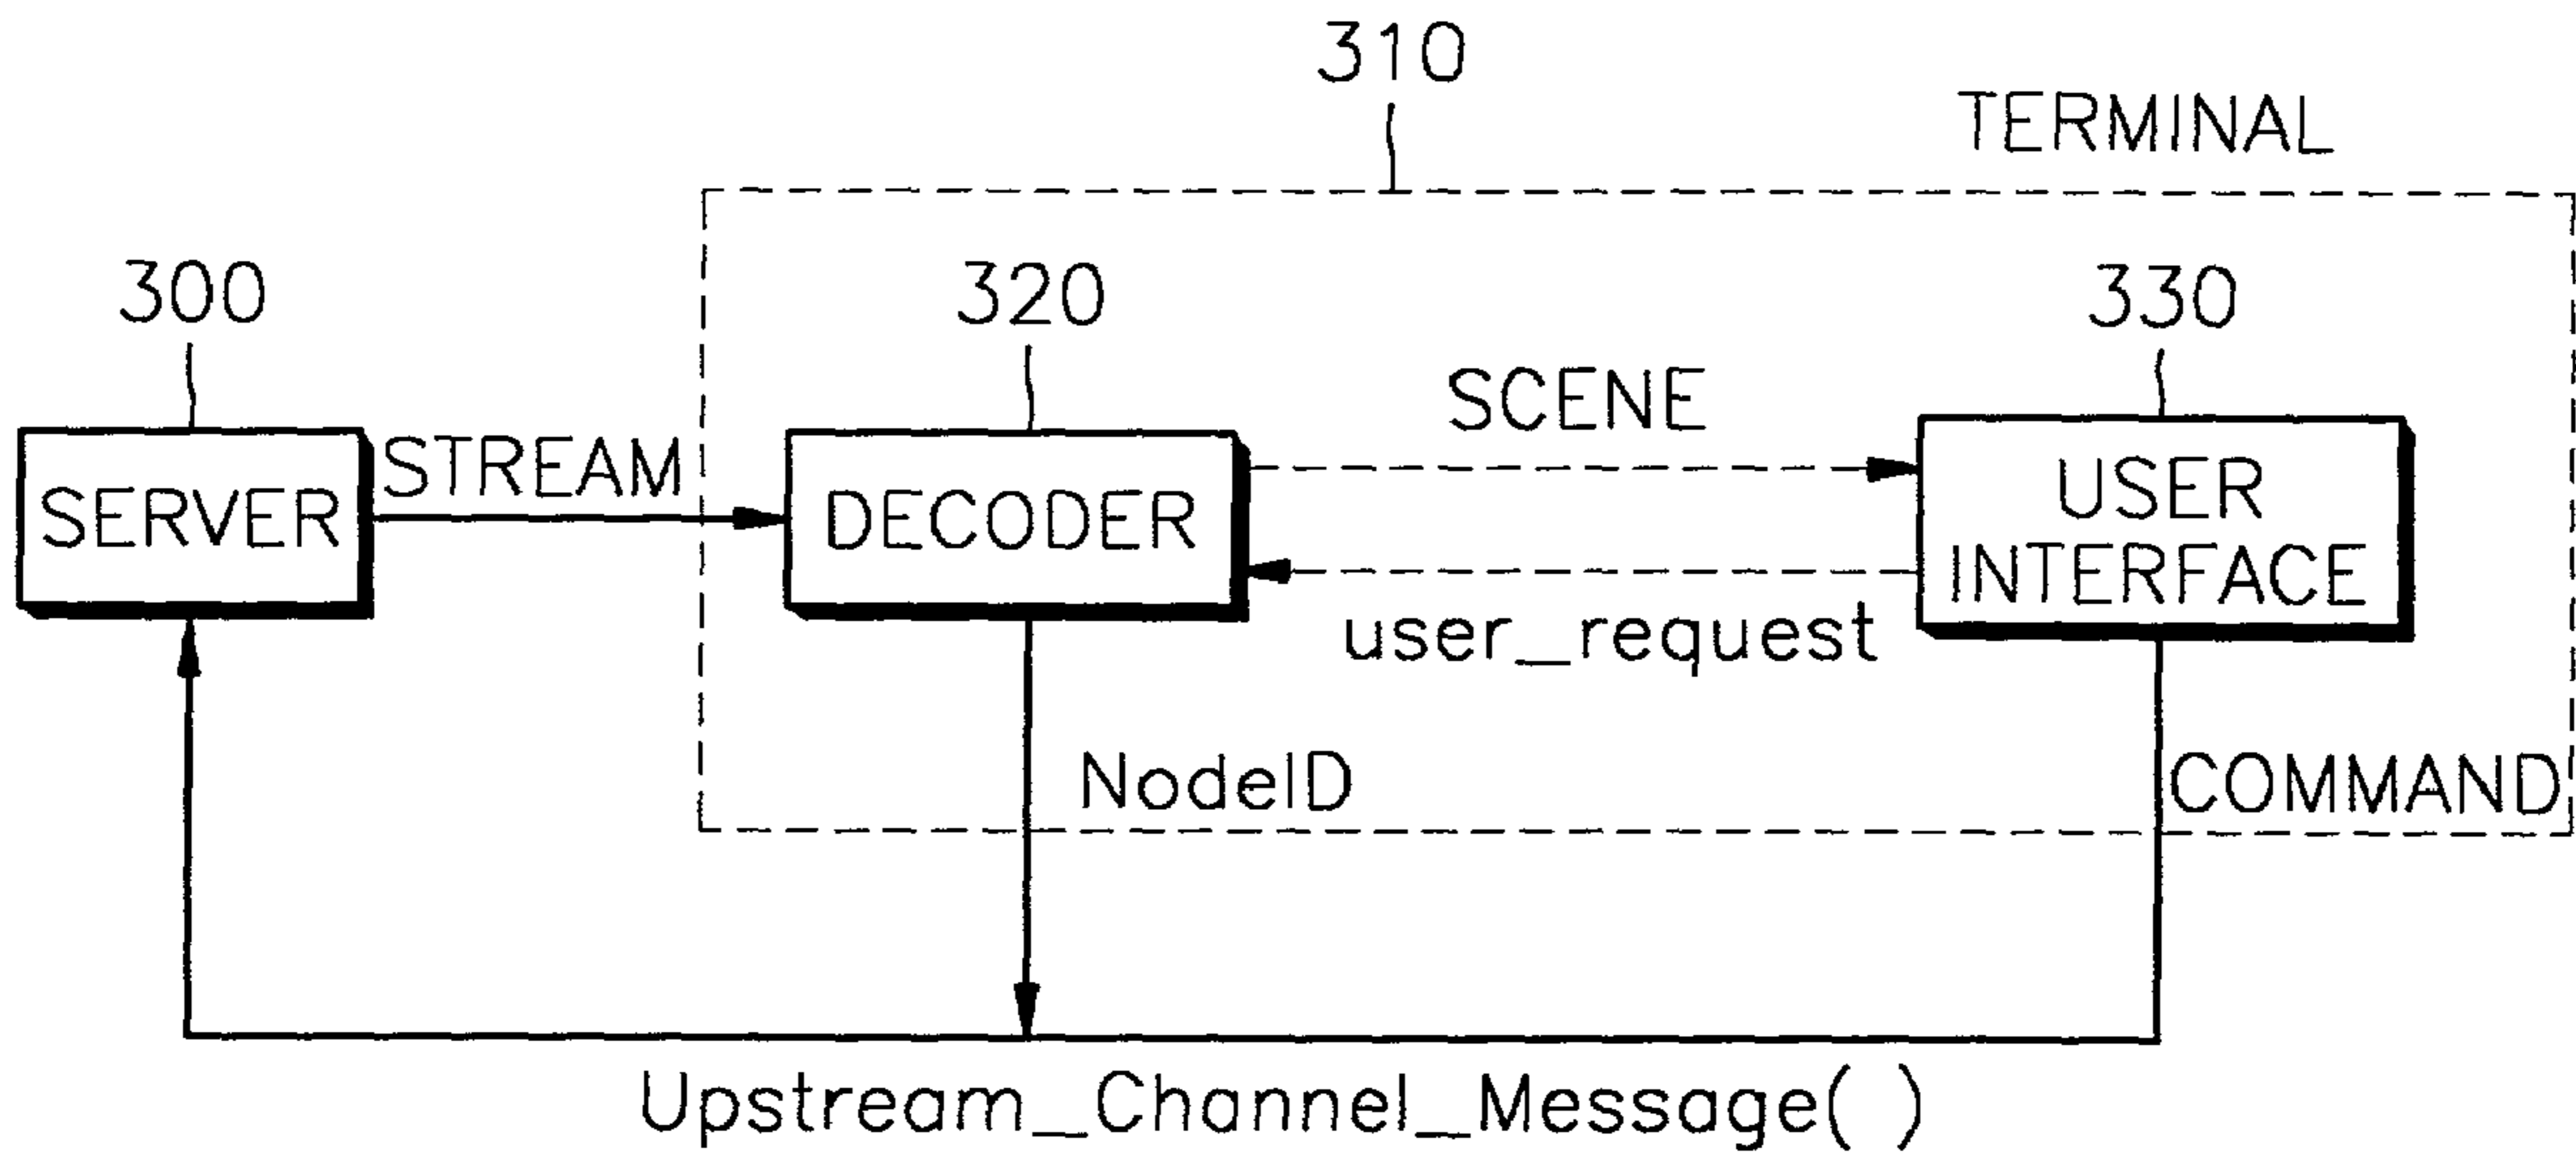 310
TERMINAL
300
320
330
SCENE
STREAM
SERVER
DECODER
USER
INTERFACE
user_request
NodeID
COMMAND
Upstream_Channel_Message( )